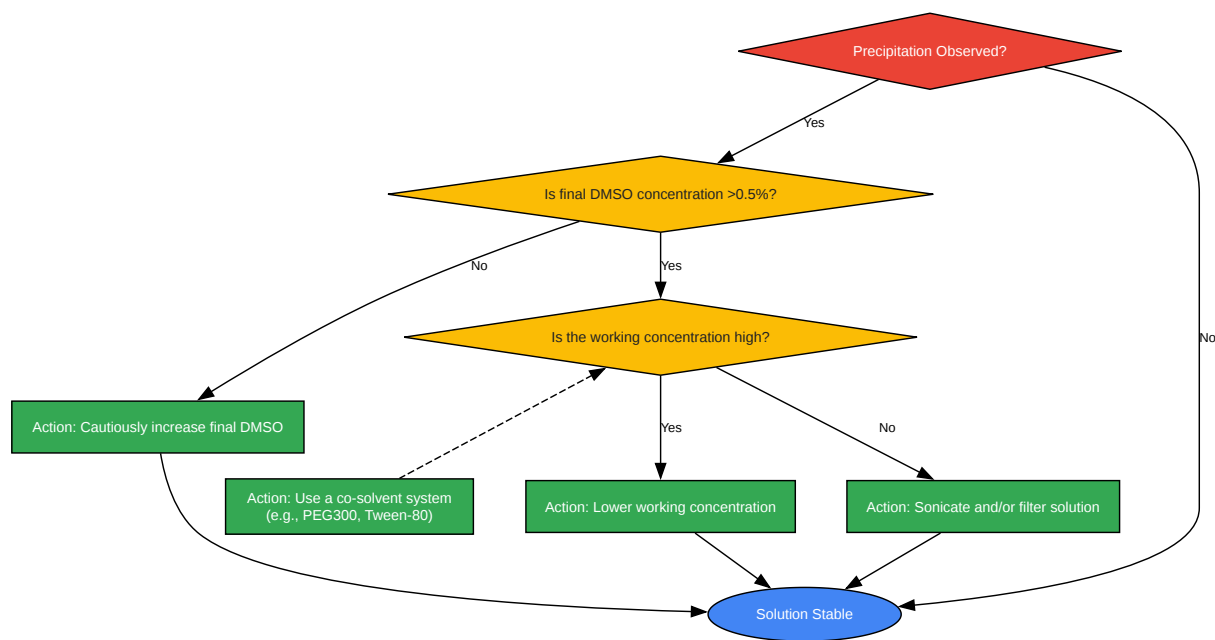 Precipitation Observed?
Yes
Is final DMSO concentration >0.5%?
No
Yes
Is the working concentration high?
No
Action: Cautiously increase final DMSO
Yes
No
Action: Use a co-solvent system
(e.g., PEG300, Tween-80)
Action: Lower working concentration
Action: Sonicate and/or filter solution
Solution Stable